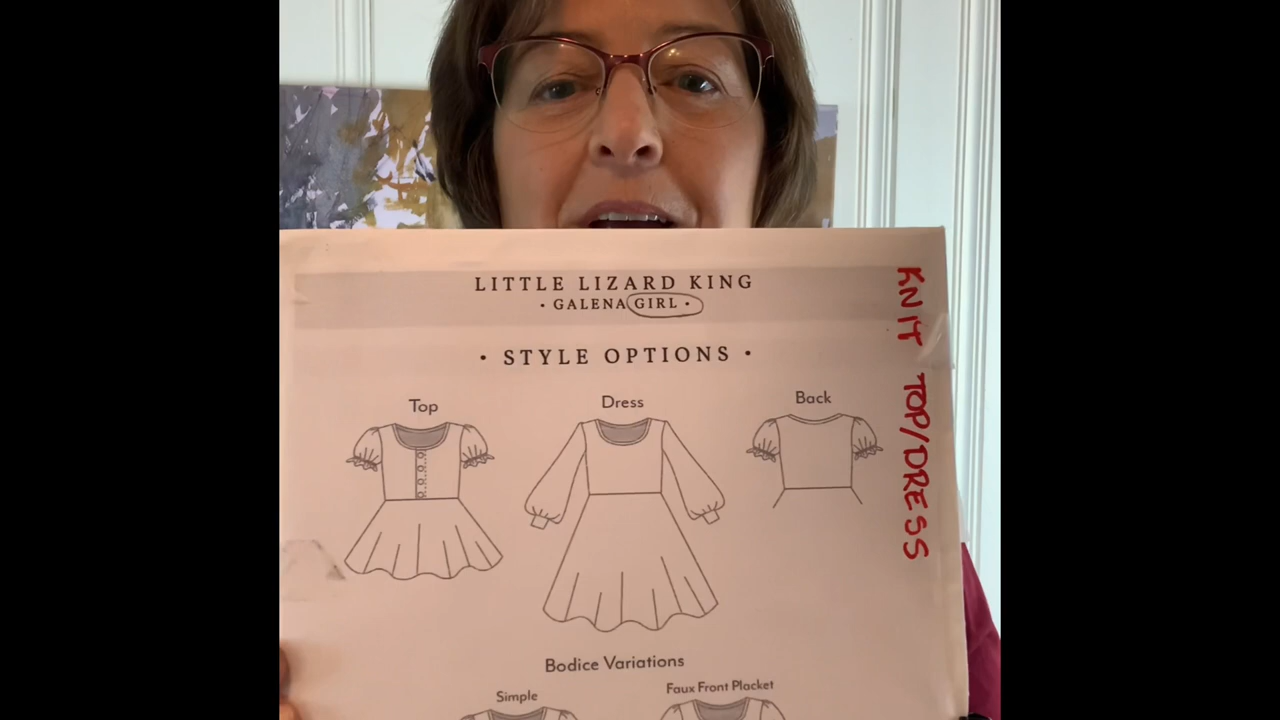 LITTLE LIZARD KING
• GALENA GIRL •
• STYLE OPTIONS •
Top
Dress
Back
KNIT TOP/DRESS
Bodice Variations
Simple
Faux Front Placket